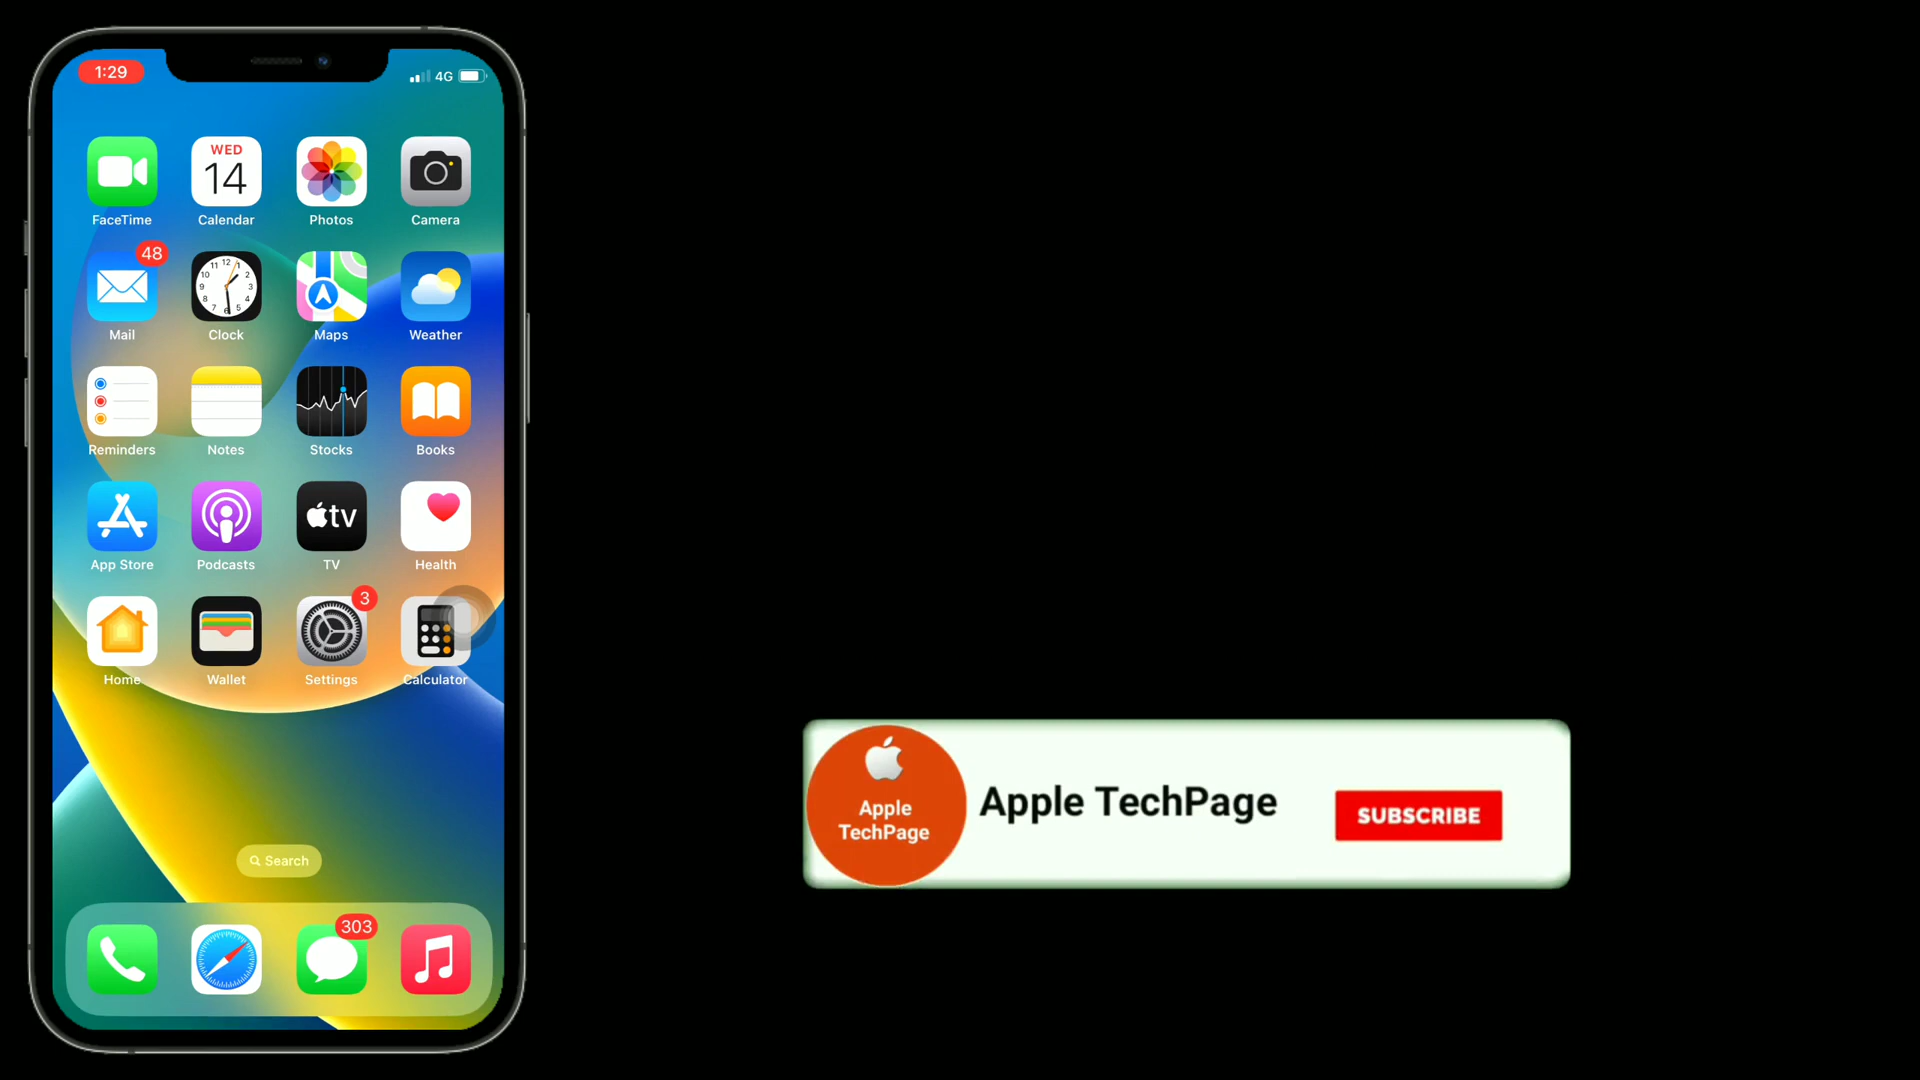 1:29
4G
WED
14
FaceTime
Calendar
Photos
Camera
48
Mail
Clock
Maps
Weather
Reminders
Notes
Stocks
Books
tv
App Store
Podcasts
TV
Health
3
Home
Wallet
Settings
Calculator
Search
303
Apple
TechPage
Apple TechPage
SUBSCRIBE